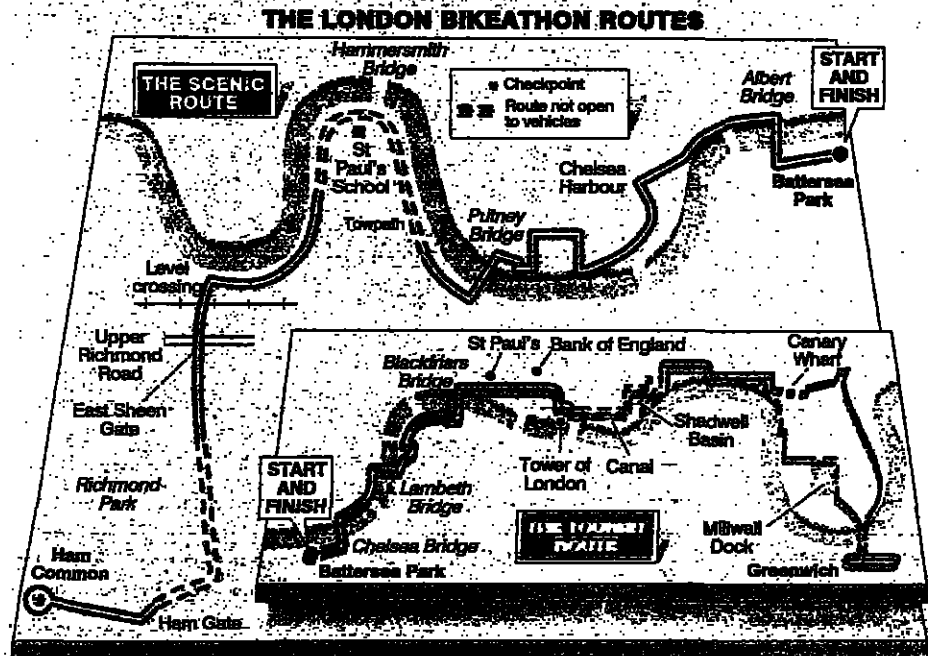 THE LONDON BIKEATHON ROUTES
Hammersmith
Bridge
THE SCENIC
ROUTE
Checkpoint
Route not open
to vehicles
Albert
Bridge
START
AND
FINISH
St
Paul's
School
Chelsea
Harbour
Battersea
Park
Towpath
Putney
Bridge
Level
crossing
Upper
Richmond
Road
East Sheen
Gate
Richmond
Park
Ham
Common
Ham Gate
St Paul's
Bank of England
Canary
Wharf
Blackfriars
Bridge
Shadwell
Basin
Tower of
London
Canal
START
AND
FINISH
Lambeth
Bridge
THE TOURIST
ROUTE
Millwall
Dock
Chelsea Bridge
Battersea Park
Greenwich